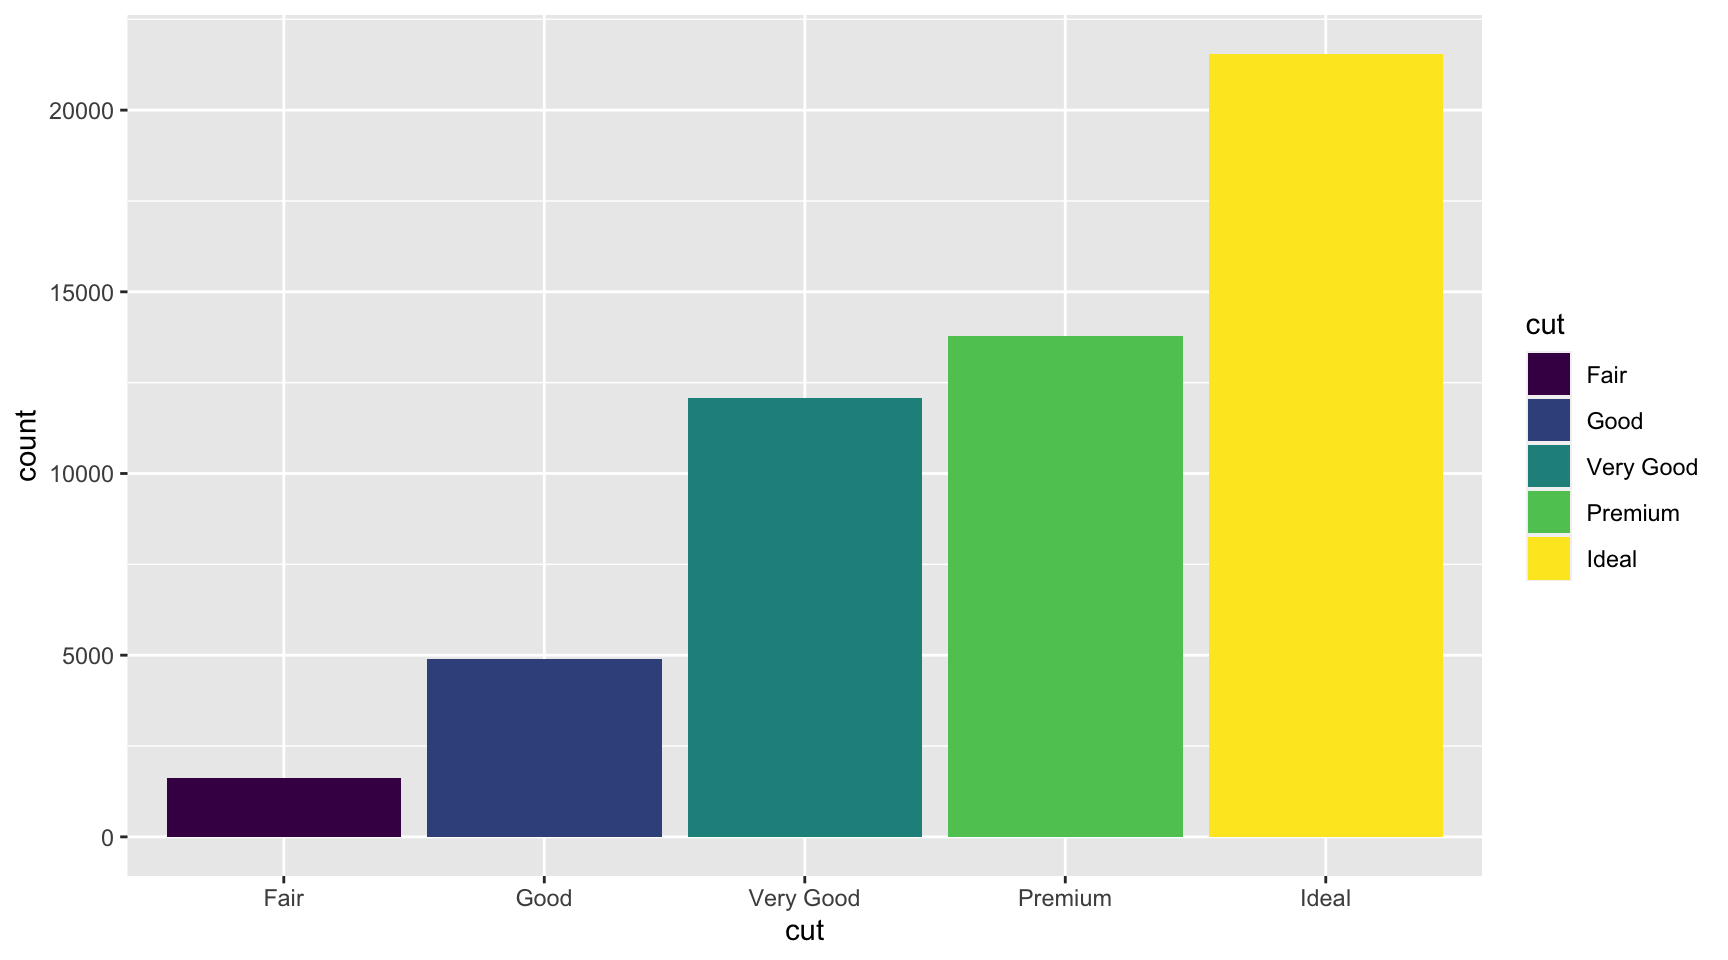 20000
15000
10000
5000
0
count
Fair Good Very Good Premium Ideal
cut
cut
Fair
Good
Very Good
Premium
Ideal